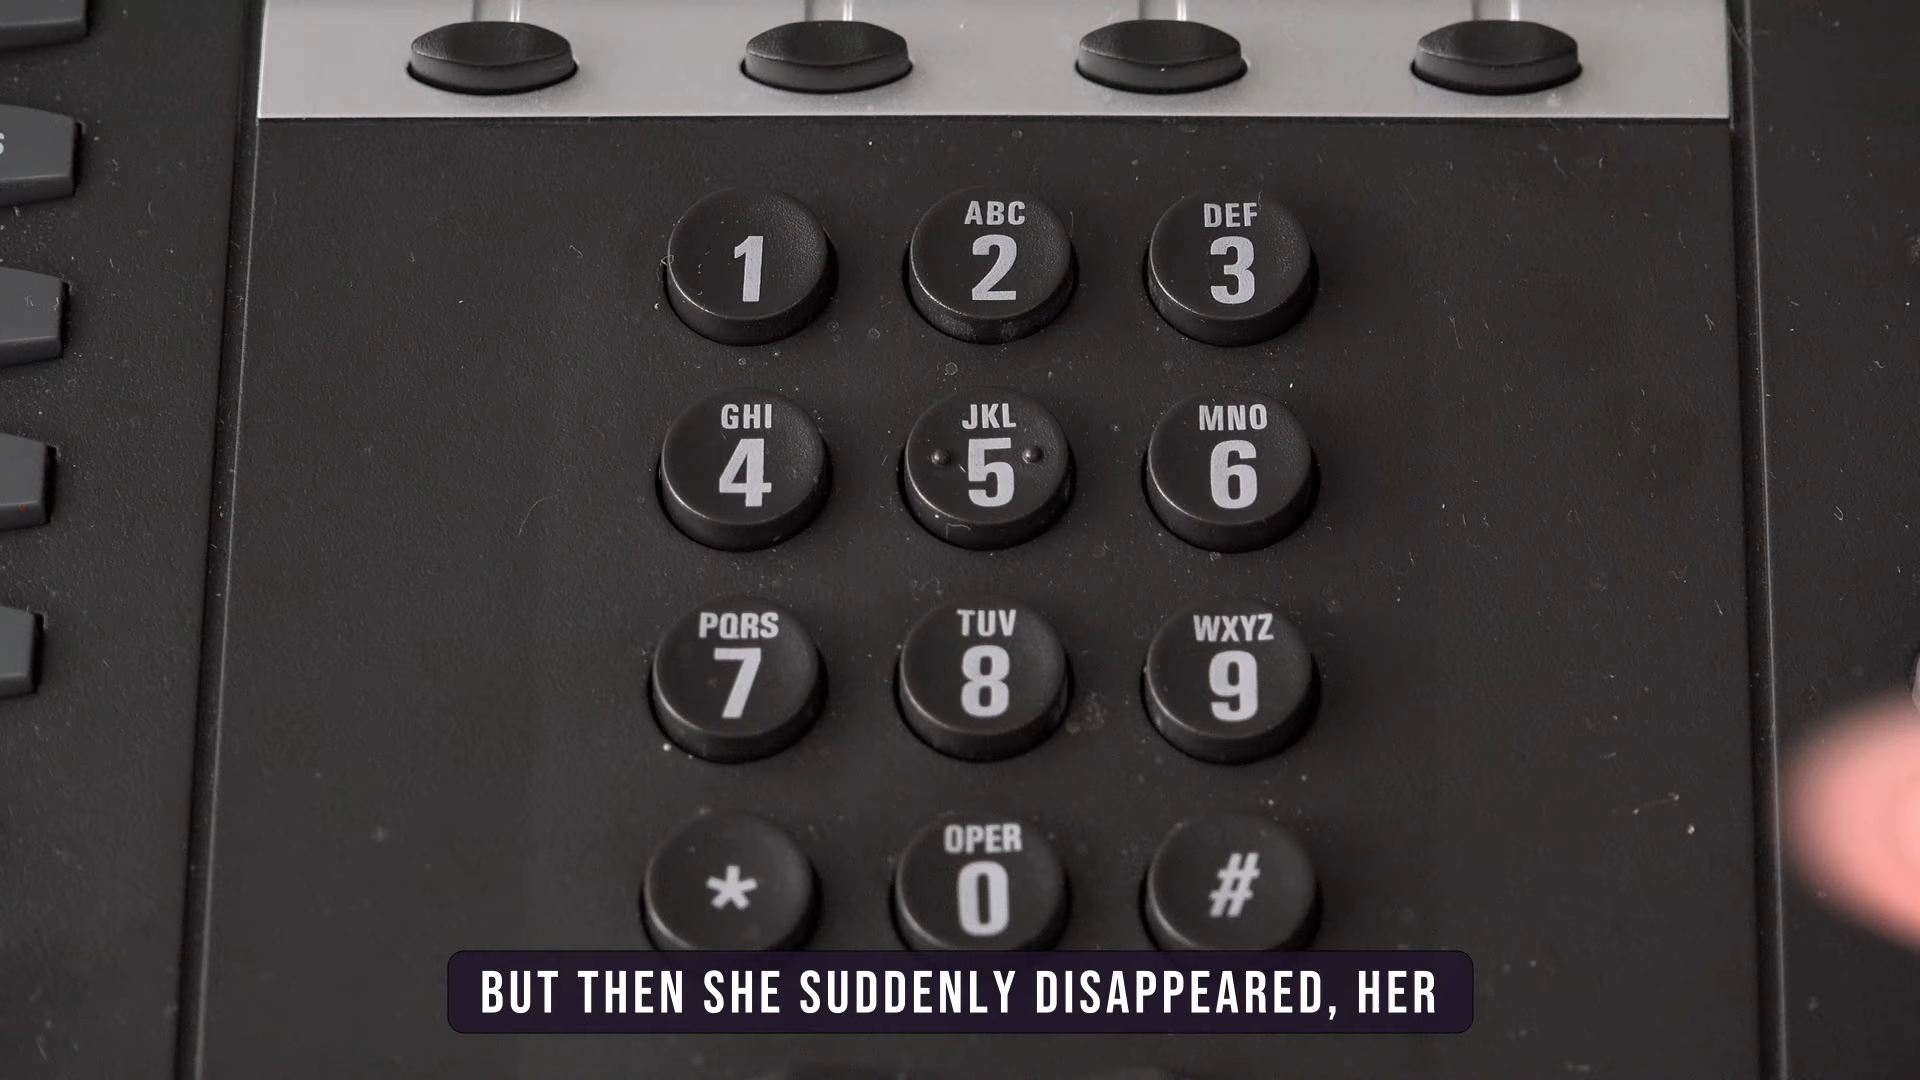 S
1
ABC
2
DEF
3
GHI
4
JKL
5
MNO
6
PQRS
7
TUV
8
WXYZ
9
*
OPER
0
#
BUT THEN SHE SUDDENLY DISAPPEARED, HER